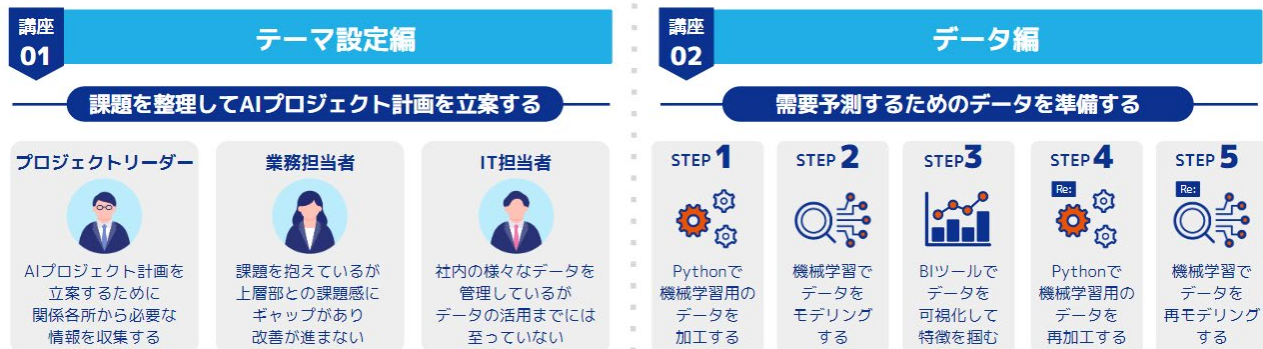 講座
01
テーマ設定編
課題を整理してAIプロジェクト計画を立案する
プロジェクトリーダー
AIプロジェクト計画を
立案するために
関係各所から必要な
情報を収集する
業務担当者
課題を抱えているが
上層部との課題感に
ギャップがあり
改善が進まない
IT担当者
社内の様々なデータを
管理しているが
データの活用までには
至っていない
講座
02
データ編
需要予測するためのデータを準備する
STEP 1
Pythonで
機械学習用の
データを
加工する
STEP 2
機械学習で
データを
モデリング
する
STEP3
BIツールで
データを
可視化して
特徴を掴む
STEP 4
Re:
Pythonで
機械学習用の
データを
再加工する
STEP 5
Re:
機械学習で
データを
再モデリング
する